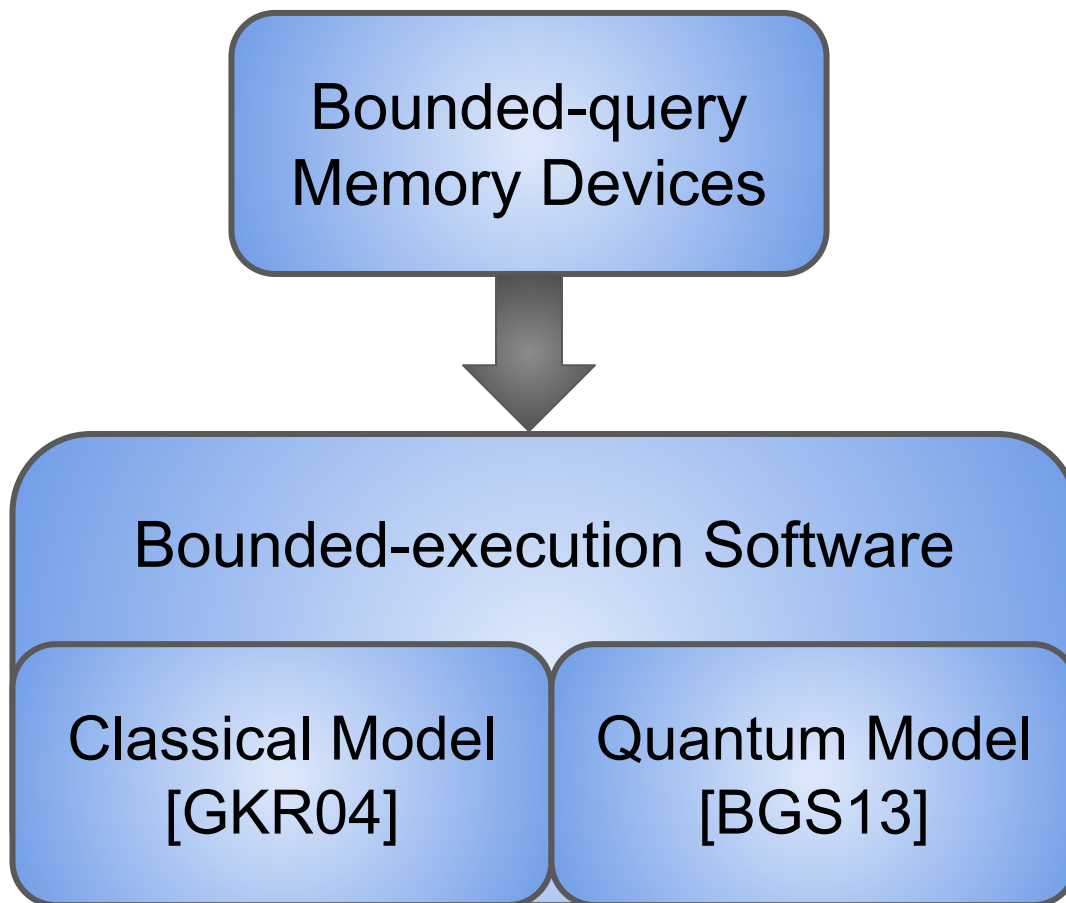 Bounded-query
Memory Devices
Bounded-execution Software
Classical Model
[GKR04]
Quantum Model
[BGS13]